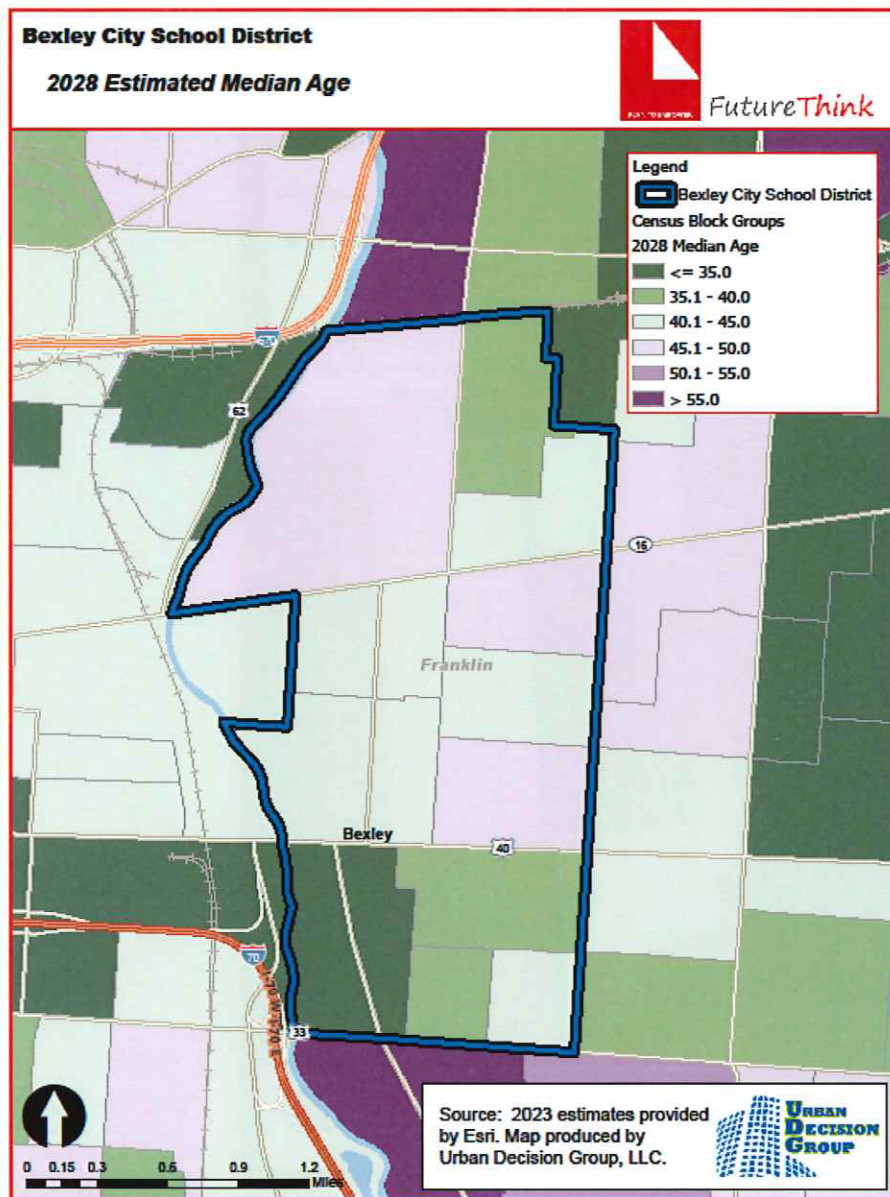 Bexley City School District
2028 Estimated Median Age
FutureThink
Legend
Bexley City School District
Census Block Groups
2028 Median Age
<= 35.0
35.1 - 40.0
40.1 - 45.0
45.1 - 50.0
50.1 - 55.0
> 55.0
62
16
Franklin
Bexley
40
70
I-70 W I-70 E
33
Source: 2023 estimates provided
by Esri. Map produced by
Urban Decision Group, LLC.
URBAN
DECISION
GROUP
0 0.15 0.3 0.6 0.9 1.2
Miles